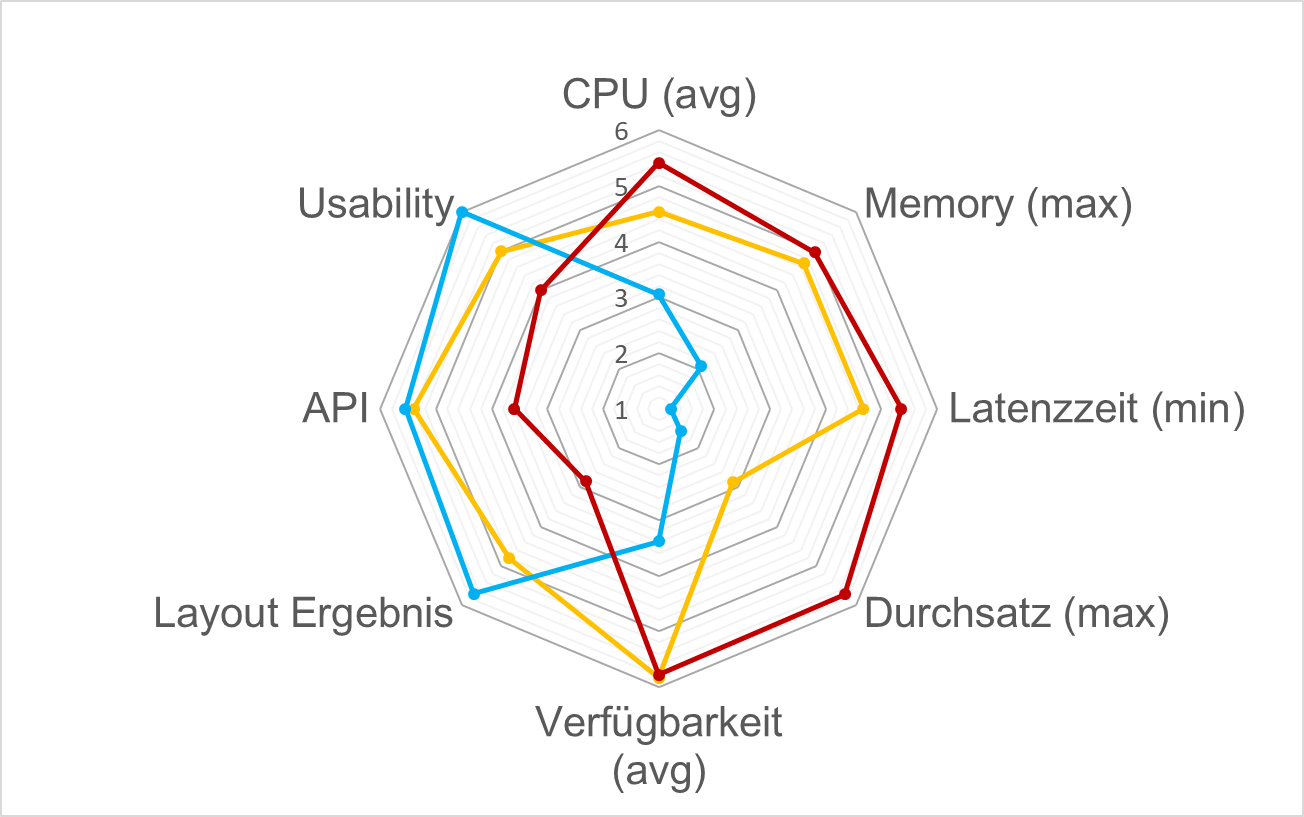 CPU (avg)
6
Usability
5
Memory (max)
4
3
2
API
1
Latenzzeit (min)
Layout Ergebnis
Durchsatz (max)
Verfügbarkeit
(avg)